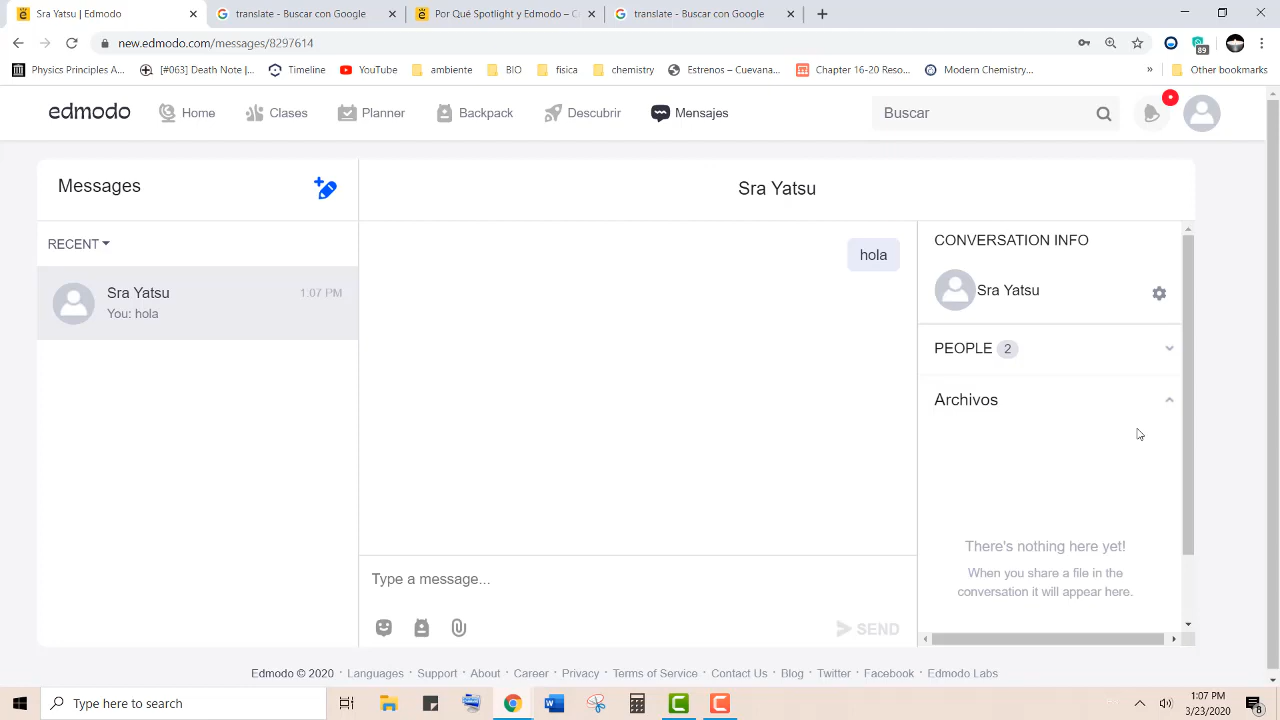 Sra Yatsu
translate - Buscar con Google
Por Qué Spotlight y Edmodo – C
translate - Buscar con Google
new.edmodo.com/messages/8297614
89
Physics Principles A...
[#063] Death Note |...
Timeline
YouTube
ambiente
BIO
fisica
chemistry
Estrenos – Cuevana...
Chapter 16-20 Reso...
Modern Chemistry...
»
Other bookmarks
edmodo
Home
Clases
Planner
Backpack
Descubrir
Mensajes
Buscar
Messages
Sra Yatsu
RECENT
hola
CONVERSATION INFO
Sra Yatsu
1.07 PM
You: hola
Sra Yatsu
PEOPLE 2
Archivos
There's nothing here yet!
When you share a file in the
conversation it will appear here.
Type a message...
SEND
Edmodo © 2020 · Languages · Support · About · Career · Privacy · Terms of Service · Contact Us · Blog · Twitter · Facebook · Edmodo Labs
Type here to search
1:07 PM
3/23/2020
8